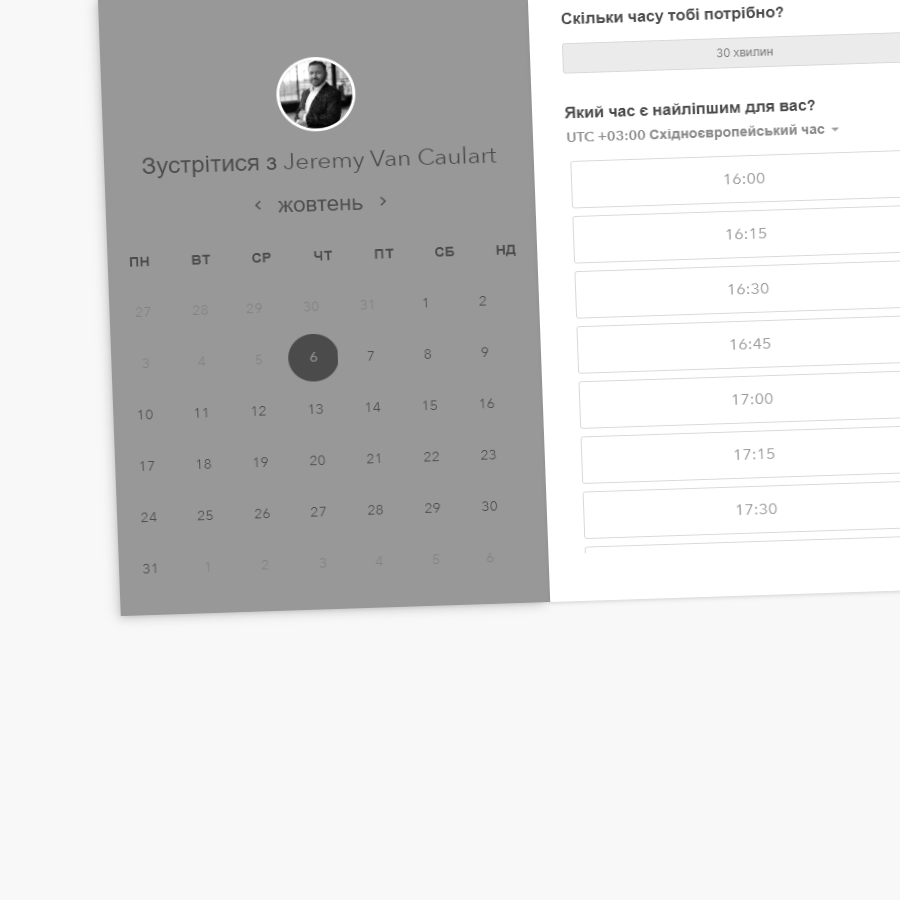 Зустрітися з Jeremy Van Caulart
‹ жовтень ›
ПН ВТ СР ЧТ ПТ СБ НД
27 28 29 30 31 1 2
3 4 5 6 7 8 9
10 11 12 13 14 15 16
17 18 19 20 21 22 23
24 25 26 27 28 29 30
31 1 2 3 4 5 6
Скільки часу тобі потрібно?
30 хвилин
Який час є найліпшим для вас?
UTC +03:00 Східноєвропейський час
16:00
16:15
16:30
16:45
17:00
17:15
17:30